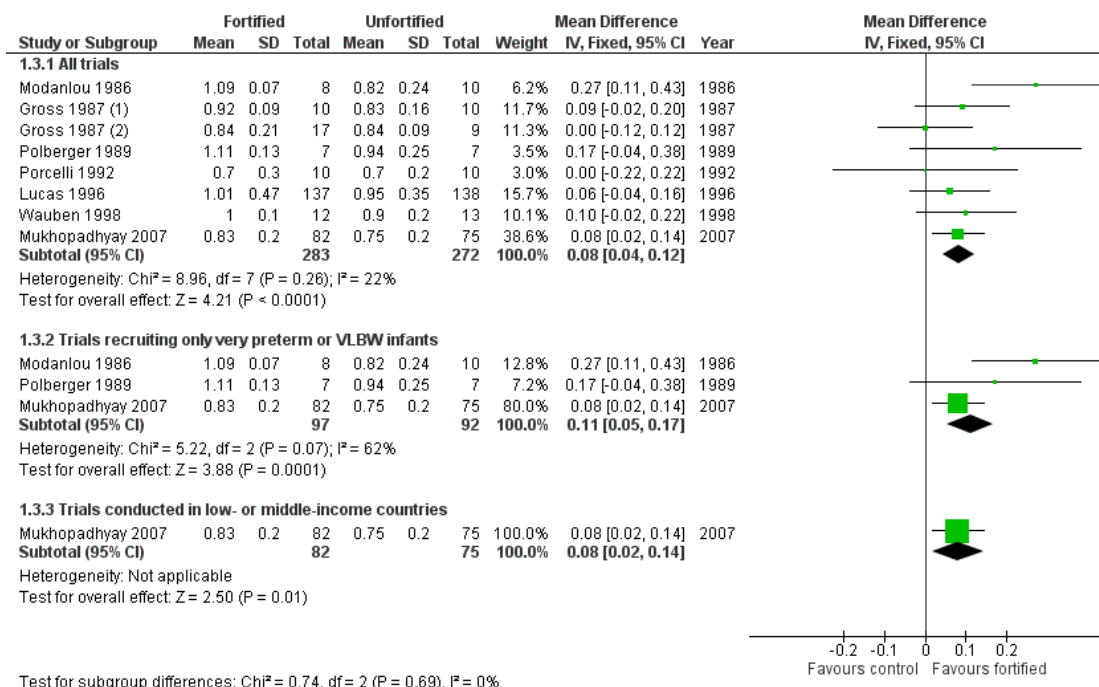 Fortified Unfortified Mean Difference Mean Difference
Study or Subgroup Mean SD Total Mean SD Total Weight IV, Fixed, 95% CI Year IV, Fixed, 95% CI
1.3.1 All trials
Modanlou 1986 1.09 0.07 8 0.82 0.24 10 6.2% 0.27 [0.11, 0.43] 1986
Gross 1987 (1) 0.92 0.09 10 0.83 0.16 10 11.7% 0.09 [-0.02, 0.20] 1987
Gross 1987 (2) 0.84 0.21 17 0.84 0.09 9 11.3% 0.00 [-0.12, 0.12] 1987
Polberger 1989 1.11 0.13 7 0.94 0.25 7 3.5% 0.17 [-0.04, 0.38] 1989
Porcelli 1992 0.7 0.3 10 0.7 0.2 10 3.0% 0.00 [-0.22, 0.22] 1992
Lucas 1996 1.01 0.47 137 0.95 0.35 138 15.7% 0.06 [-0.04, 0.16] 1996
Wauben 1998 1 0.1 12 0.9 0.2 13 10.1% 0.10 [-0.02, 0.22] 1998
Mukhopadhyay 2007 0.83 0.2 82 0.75 0.2 75 38.6% 0.08 [0.02, 0.14] 2007
Subtotal (95% CI) 283 272 100.0% 0.08 [0.04, 0.12]
Heterogeneity: Chi² = 8.96, df = 7 (P = 0.26); I² = 22%
Test for overall effect: Z = 4.21 (P < 0.0001)
1.3.2 Trials recruiting only very preterm or VLBW infants
Modanlou 1986 1.09 0.07 8 0.82 0.24 10 12.8% 0.27 [0.11, 0.43] 1986
Polberger 1989 1.11 0.13 7 0.94 0.25 7 7.2% 0.17 [-0.04, 0.38] 1989
Mukhopadhyay 2007 0.83 0.2 82 0.75 0.2 75 80.0% 0.08 [0.02, 0.14] 2007
Subtotal (95% CI) 97 92 100.0% 0.11 [0.05, 0.17]
Heterogeneity: Chi² = 5.22, df = 2 (P = 0.07); I² = 62%
Test for overall effect: Z = 3.88 (P = 0.0001)
1.3.3 Trials conducted in low- or middle-income countries
Mukhopadhyay 2007 0.83 0.2 82 0.75 0.2 75 100.0% 0.08 [0.02, 0.14] 2007
Subtotal (95% CI) 82 75 100.0% 0.08 [0.02, 0.14]
Heterogeneity: Not applicable
Test for overall effect: Z = 2.50 (P = 0.01)
-0.2 -0.1 0 0.1 0.2
Favours control Favours fortified
Test for subgroup differences: Chi² = 0.74, df = 2 (P = 0.69), I² = 0%